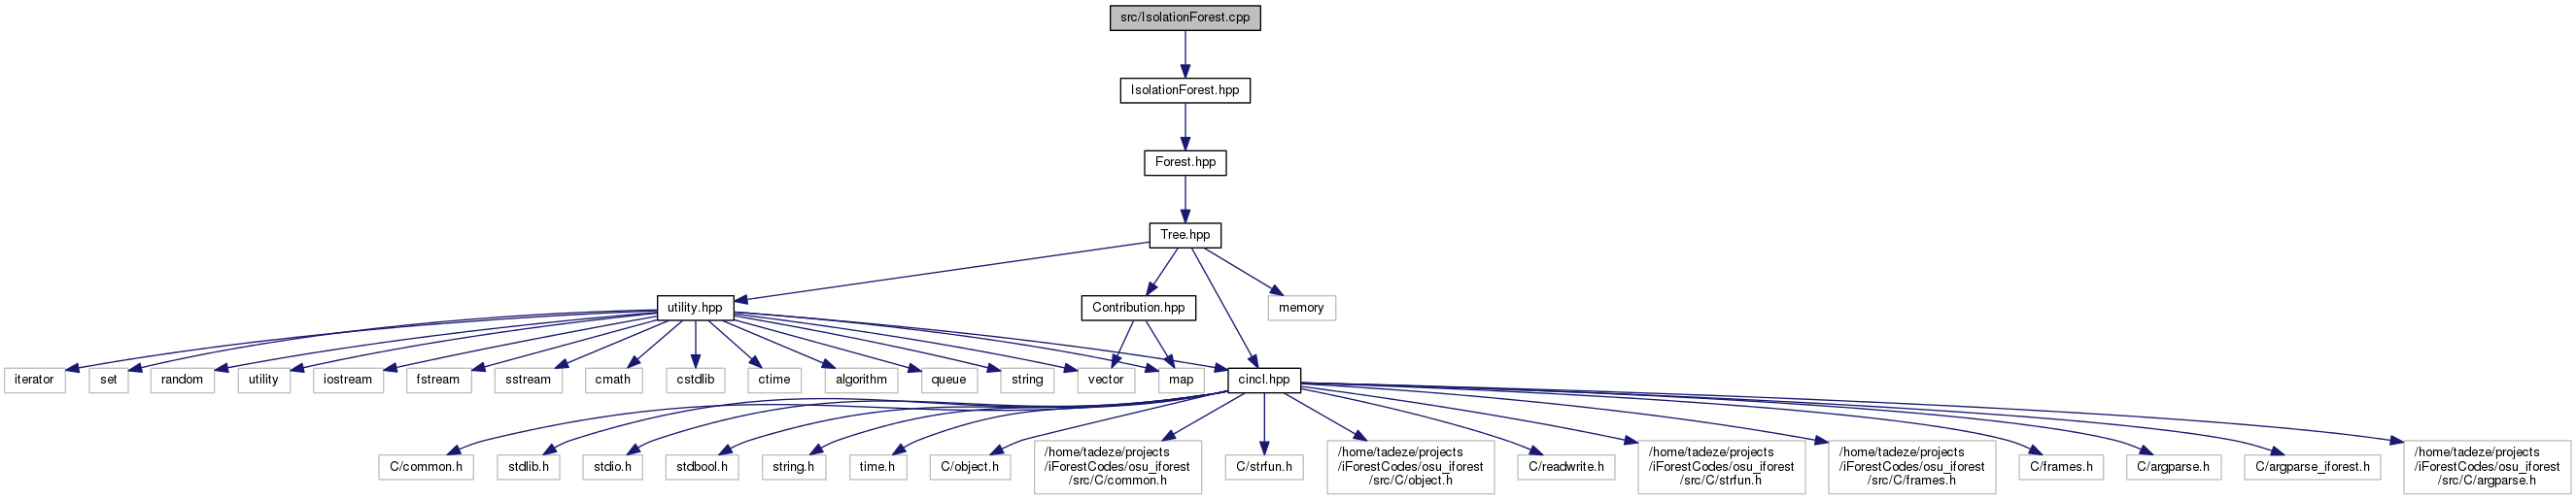 src/IsolationForest.cpp
IsolationForest.hpp
Forest.hpp
Tree.hpp
utility.hpp
Contribution.hpp
memory
iterator
set
random
utility
iostream
fstream
sstream
cmath
cstdlib
ctime
algorithm
queue
string
vector
map
cincl.hpp
C/common.h
stdlib.h
stdio.h
stdbool.h
string.h
time.h
C/object.h
/home/tadeze/projects
/iForestCodes/osu_iforest
/src/C/common.h
C/strfun.h
/home/tadeze/projects
/iForestCodes/osu_iforest
/src/C/object.h
C/readwrite.h
/home/tadeze/projects
/iForestCodes/osu_iforest
/src/C/strfun.h
/home/tadeze/projects
/iForestCodes/osu_iforest
/src/C/frames.h
C/frames.h
C/argparse.h
C/argparse_iforest.h
/home/tadeze/projects
/iForestCodes/osu_iforest
/src/C/argparse.h